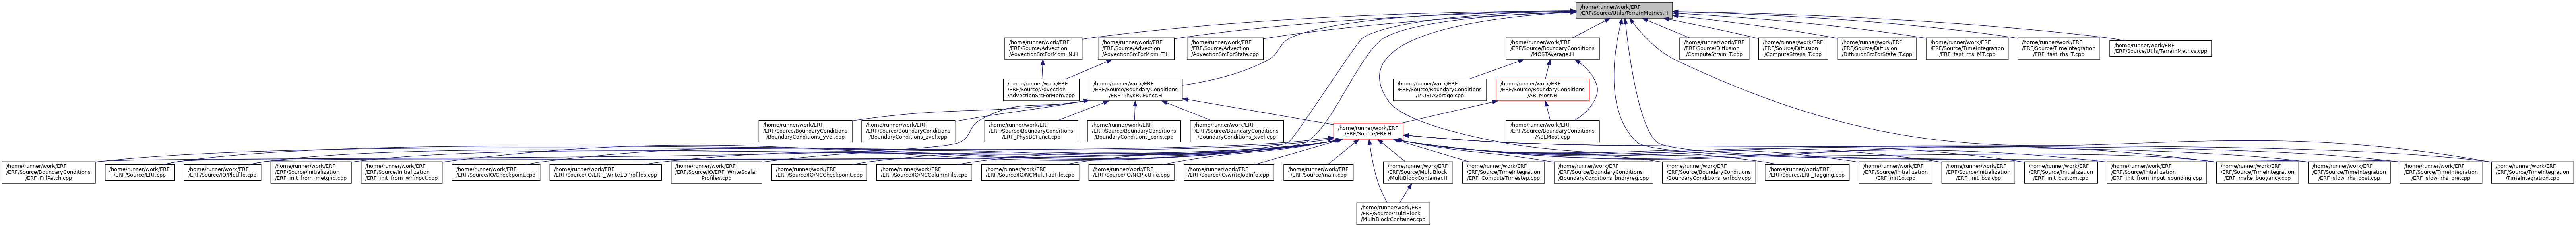 /home/runner/work/ERF
/ERF/Source/Utils/TerrainMetrics.H
/home/runner/work/ERF
/ERF/Source/Advection
/AdvectionSrcForMom_N.H
/home/runner/work/ERF
/ERF/Source/Advection
/AdvectionSrcForMom_T.H
/home/runner/work/ERF
/ERF/Source/Advection
/AdvectionSrcForState.cpp
/home/runner/work/ERF
/ERF/Source/BoundaryConditions
/MOSTAverage.H
/home/runner/work/ERF
/ERF/Source/Diffusion
/ComputeStrain_T.cpp
/home/runner/work/ERF
/ERF/Source/Diffusion
/ComputeStress_T.cpp
/home/runner/work/ERF
/ERF/Source/Diffusion
/DiffusionSrcForState_T.cpp
/home/runner/work/ERF
/ERF/Source/TimeIntegration
/ERF_fast_rhs_MT.cpp
/home/runner/work/ERF
/ERF/Source/TimeIntegration
/ERF_fast_rhs_T.cpp
/home/runner/work/ERF
/ERF/Source/Utils/TerrainMetrics.cpp
/home/runner/work/ERF
/ERF/Source/Advection
/AdvectionSrcForMom.cpp
/home/runner/work/ERF
/ERF/Source/BoundaryConditions
/ERF_PhysBCFunct.H
/home/runner/work/ERF
/ERF/Source/BoundaryConditions
/MOSTAverage.cpp
/home/runner/work/ERF
/ERF/Source/BoundaryConditions
/ABLMost.H
/home/runner/work/ERF
/ERF/Source/BoundaryConditions
/BoundaryConditions_yvel.cpp
/home/runner/work/ERF
/ERF/Source/BoundaryConditions
/BoundaryConditions_zvel.cpp
/home/runner/work/ERF
/ERF/Source/BoundaryConditions
/ERF_PhysBCFunct.cpp
/home/runner/work/ERF
/ERF/Source/BoundaryConditions
/BoundaryConditions_cons.cpp
/home/runner/work/ERF
/ERF/Source/BoundaryConditions
/BoundaryConditions_xvel.cpp
/home/runner/work/ERF
/ERF/Source/ERF.H
/home/runner/work/ERF
/ERF/Source/BoundaryConditions
/ABLMost.cpp
/home/runner/work/ERF
/ERF/Source/BoundaryConditions
/ERF_FillPatch.cpp
/home/runner/work/ERF
/ERF/Source/ERF.cpp
/home/runner/work/ERF
/ERF/Source/IO/Plotfile.cpp
/home/runner/work/ERF
/ERF/Source/Initialization
/ERF_init_from_metgrid.cpp
/home/runner/work/ERF
/ERF/Source/Initialization
/ERF_init_from_wrfinput.cpp
/home/runner/work/ERF
/ERF/Source/IO/Checkpoint.cpp
/home/runner/work/ERF
/ERF/Source/IO/ERF_Write1DProfiles.cpp
/home/runner/work/ERF
/ERF/Source/IO/ERF_WriteScalar
Profiles.cpp
/home/runner/work/ERF
/ERF/Source/IO/NCCheckpoint.cpp
/home/runner/work/ERF
/ERF/Source/IO/NCColumnFile.cpp
/home/runner/work/ERF
/ERF/Source/IO/NCMultiFabFile.cpp
/home/runner/work/ERF
/ERF/Source/IO/NCPlotFile.cpp
/home/runner/work/ERF
/ERF/Source/IO/writeJobInfo.cpp
/home/runner/work/ERF
/ERF/Source/main.cpp
/home/runner/work/ERF
/ERF/Source/MultiBlock
/MultiBlockContainer.H
/home/runner/work/ERF
/ERF/Source/TimeIntegration
/ERF_ComputeTimestep.cpp
/home/runner/work/ERF
/ERF/Source/BoundaryConditions
/BoundaryConditions_bndryreg.cpp
/home/runner/work/ERF
/ERF/Source/BoundaryConditions
/BoundaryConditions_wrfbdy.cpp
/home/runner/work/ERF
/ERF/Source/ERF_Tagging.cpp
/home/runner/work/ERF
/ERF/Source/Initialization
/ERF_init1d.cpp
/home/runner/work/ERF
/ERF/Source/Initialization
/ERF_init_bcs.cpp
/home/runner/work/ERF
/ERF/Source/Initialization
/ERF_init_custom.cpp
/home/runner/work/ERF
/ERF/Source/Initialization
/ERF_init_from_input_sounding.cpp
/home/runner/work/ERF
/ERF/Source/TimeIntegration
/ERF_make_buoyancy.cpp
/home/runner/work/ERF
/ERF/Source/TimeIntegration
/ERF_slow_rhs_post.cpp
/home/runner/work/ERF
/ERF/Source/TimeIntegration
/ERF_slow_rhs_pre.cpp
/home/runner/work/ERF
/ERF/Source/TimeIntegration
/TimeIntegration.cpp
/home/runner/work/ERF
/ERF/Source/MultiBlock
/MultiBlockContainer.cpp